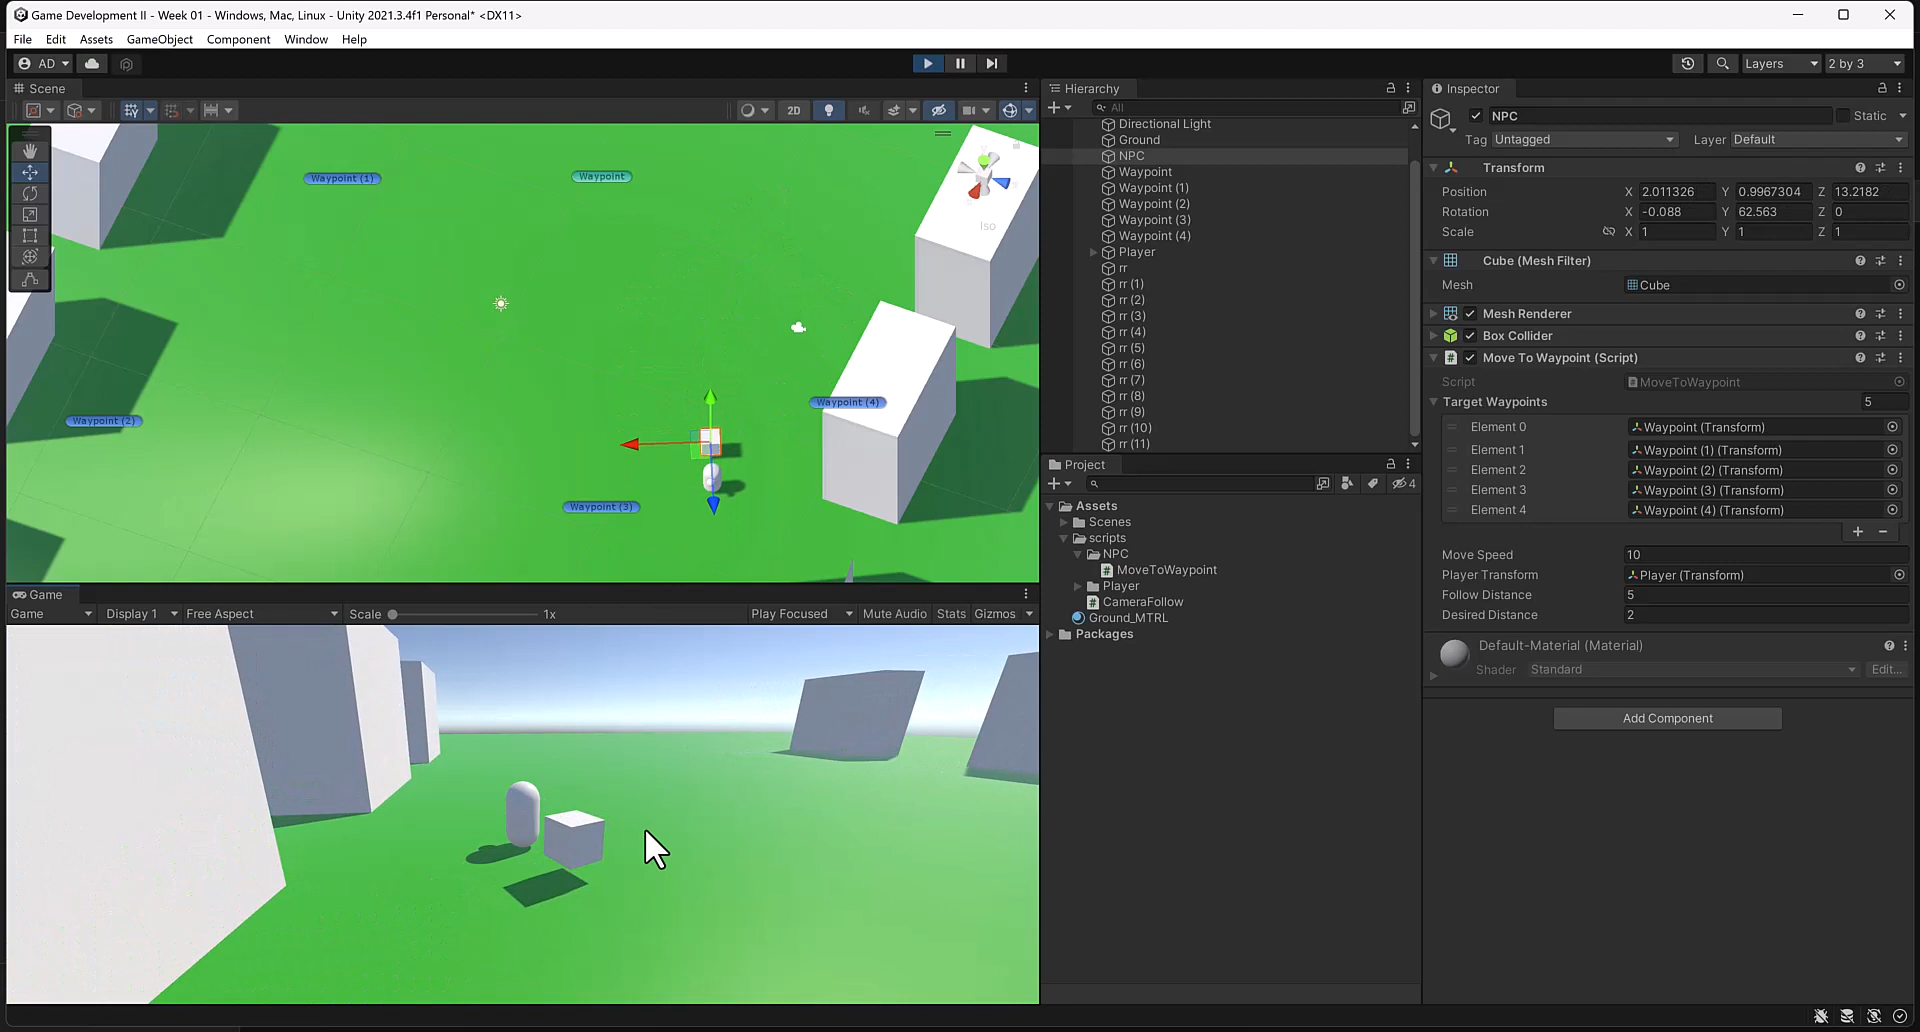 Game Development II - Week 01 - Windows, Mac, Linux - Unity 2021.3.4f1 Personal* <DX11>
File Edit Assets GameObject Component Window Help
AD
Layers
2 by 3
Scene
2D
Waypoint (1)
Waypoint
Iso
Waypoint (2)
Waypoint (4)
Waypoint (3)
Game
Game Display 1 Free Aspect Scale 1x Play Focused Mute Audio Stats Gizmos
Hierarchy
All
Directional Light
Ground
NPC
Waypoint
Waypoint (1)
Waypoint (2)
Waypoint (3)
Waypoint (4)
Player
rr
rr (1)
rr (2)
rr (3)
rr (4)
rr (5)
rr (6)
rr (7)
rr (8)
rr (9)
rr (10)
rr (11)
Project
4
Assets
Scenes
scripts
NPC
MoveToWaypoint
Player
CameraFollow
Ground_MTRL
Packages
Inspector
NPC Static
Tag Untagged Layer Default
Transform
Position X 2.011326 Y 0.9967304 Z 13.2182
Rotation X -0.088 Y 62.563 Z 0
Scale X 1 Y 1 Z 1
Cube (Mesh Filter)
Mesh Cube
Mesh Renderer
Box Collider
Move To Waypoint (Script)
Script MoveToWaypoint
Target Waypoints 5
Element 0 Waypoint (Transform)
Element 1 Waypoint (1) (Transform)
Element 2 Waypoint (2) (Transform)
Element 3 Waypoint (3) (Transform)
Element 4 Waypoint (4) (Transform)
Move Speed 10
Player Transform Player (Transform)
Follow Distance 5
Desired Distance 2
Default-Material (Material)
Shader Standard Edit...
Add Component